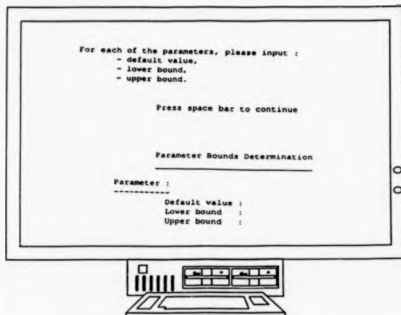 For each of the parameters, please input :
- default value,
- lower bound,
- upper bound.
Press space bar to continue
Parameter Bounds Determination
Parameter :
-----------
Default value :
Lower bound :
Upper bound :